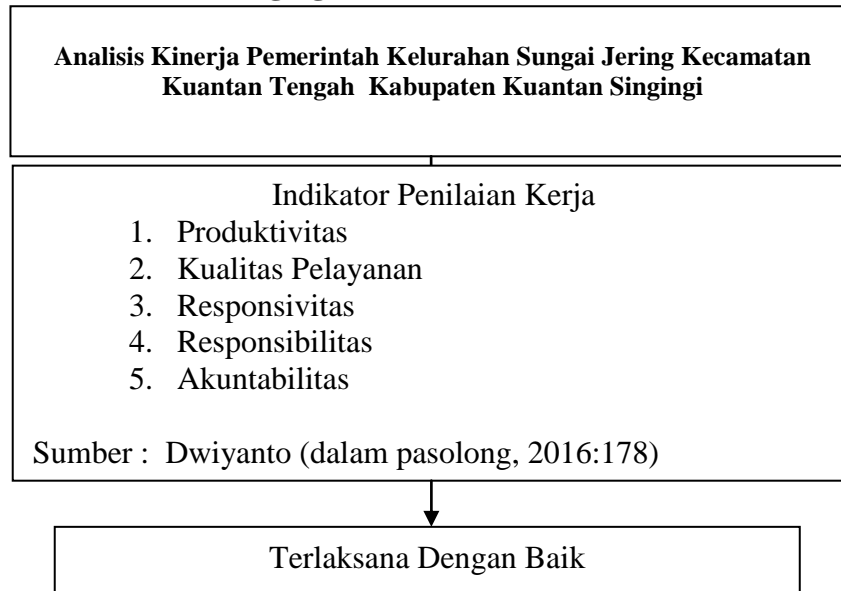 Analisis Kinerja Pemerintah Kelurahan Sungai Jering Kecamatan
Kuantan Tengah Kabupaten Kuantan Singingi
Indikator Penilaian Kerja
1. Produktivitas
2. Kualitas Pelayanan
3. Responsivitas
4. Responsibilitas
5. Akuntabilitas
Sumber : Dwiyanto (dalam pasolong, 2016:178)
Terlaksana Dengan Baik